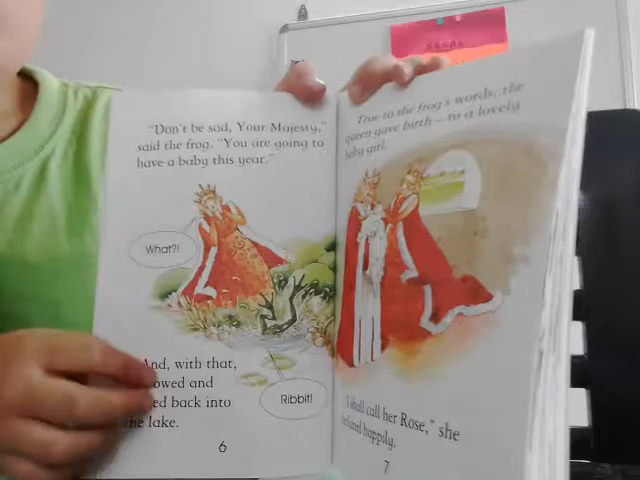 "Don't be sad, Your Majesty,"
said the frog. "You are going to
have a baby this year."
What?!
And, with that,
owed and
ed back into
the lake.
Ribbit!
6
True to the frog's words, the
queen gave birth – to a lovely
baby girl.
"I shall call her Rose," she
happily.
7